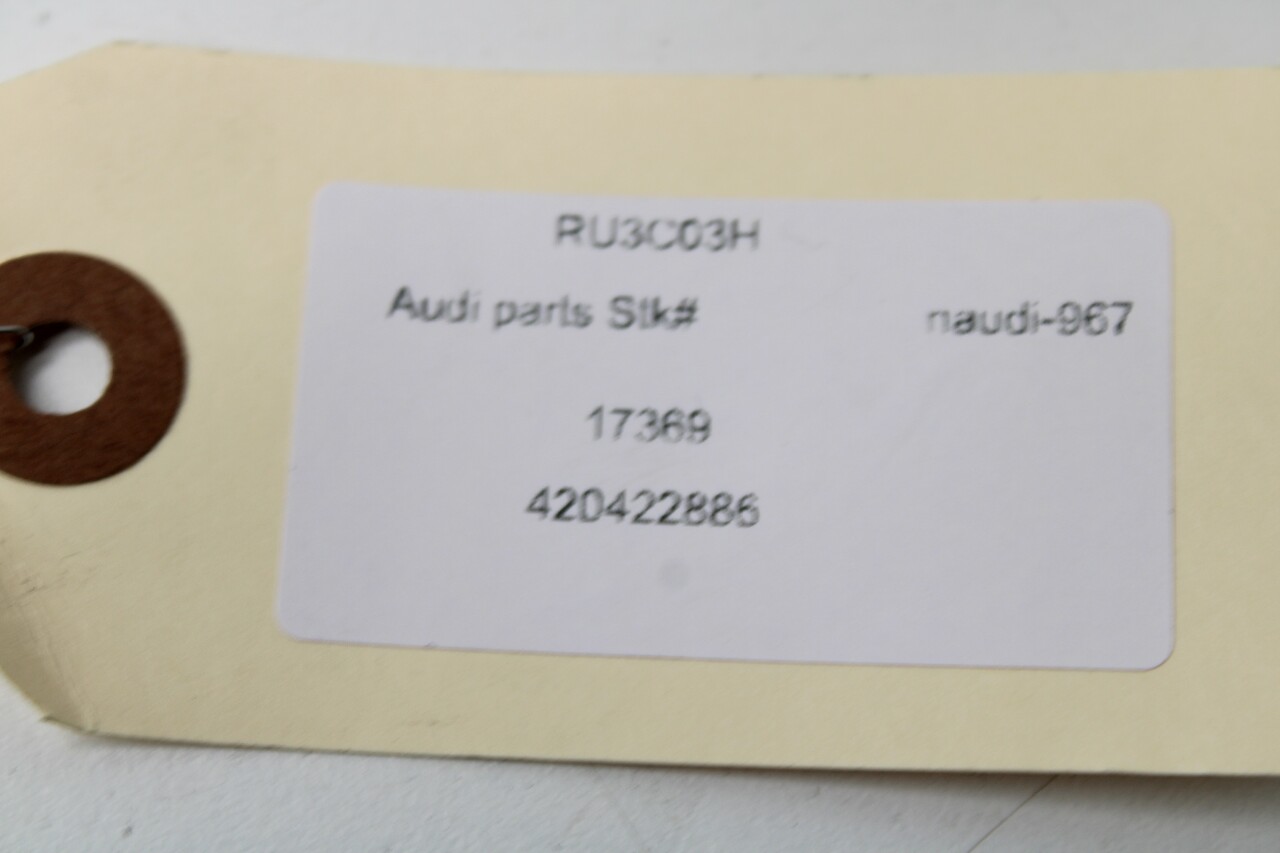 RU3C03H
Audi parts Stk# naudi-967
17369
420422886